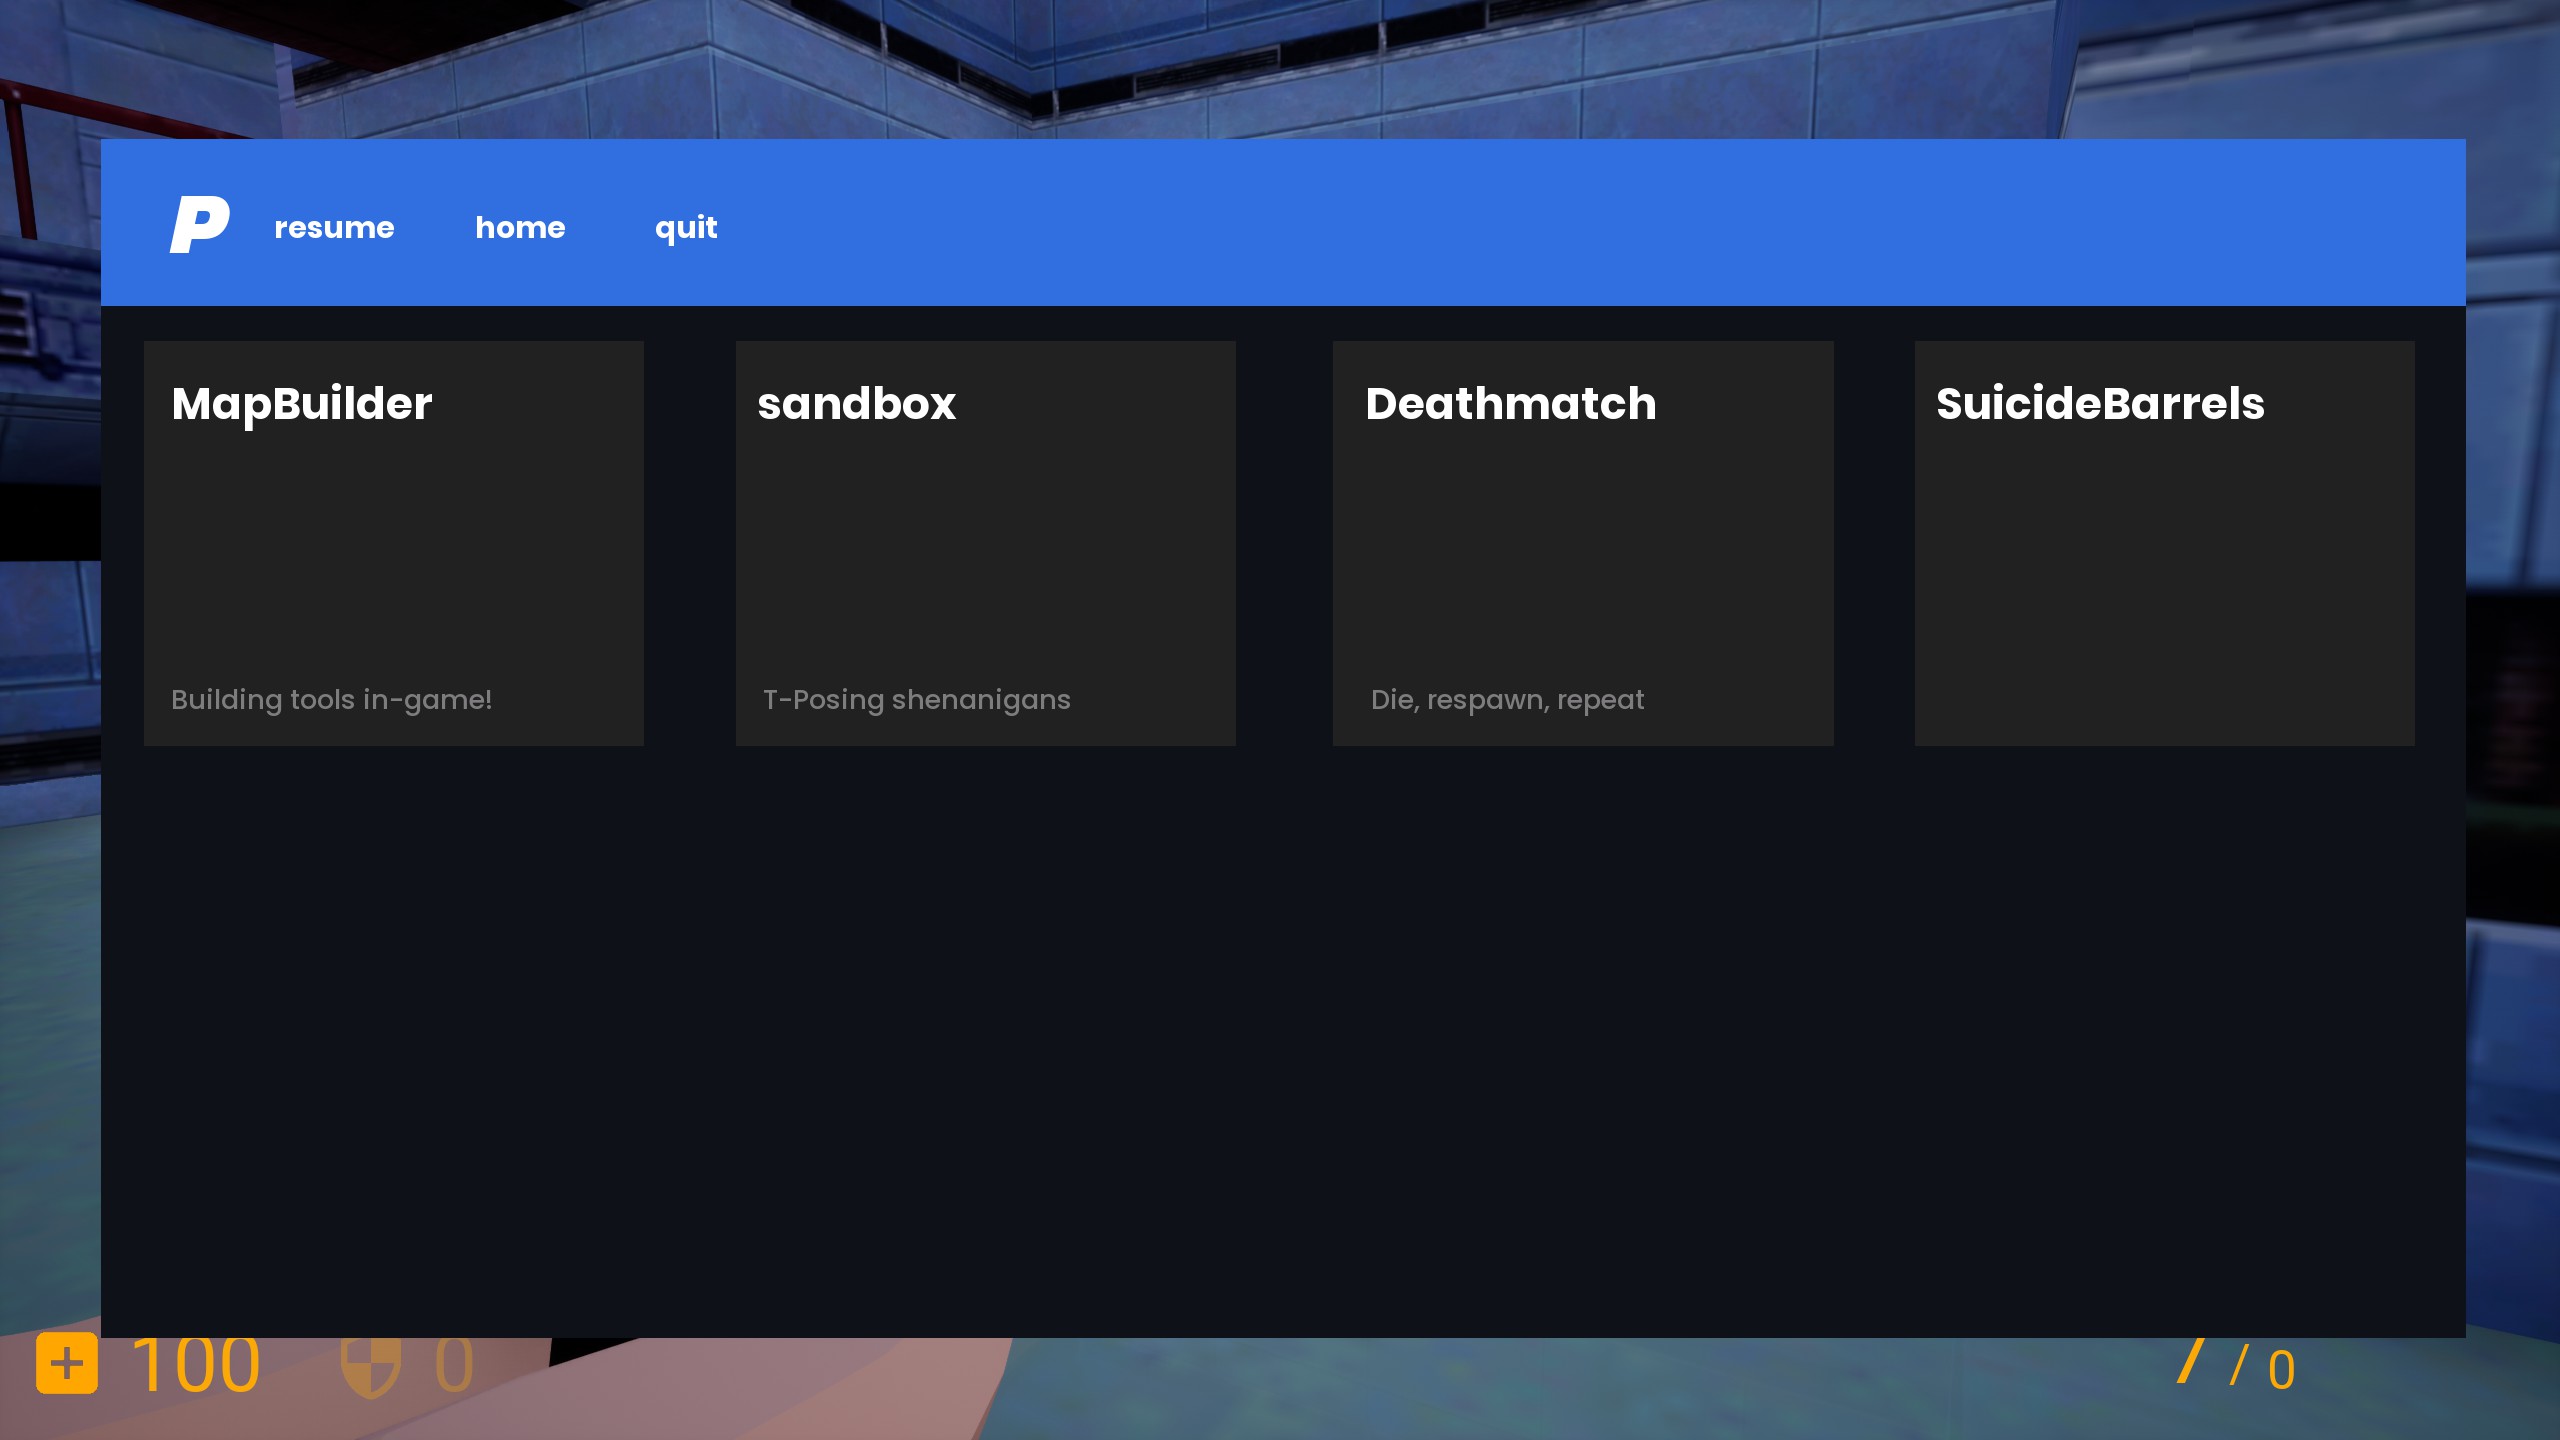 P resume home quit
MapBuilder sandbox Deathmatch SuicideBarrels
Building tools in-game! T-Posing shenanigans Die, respawn, repeat
100 0 7 / 0